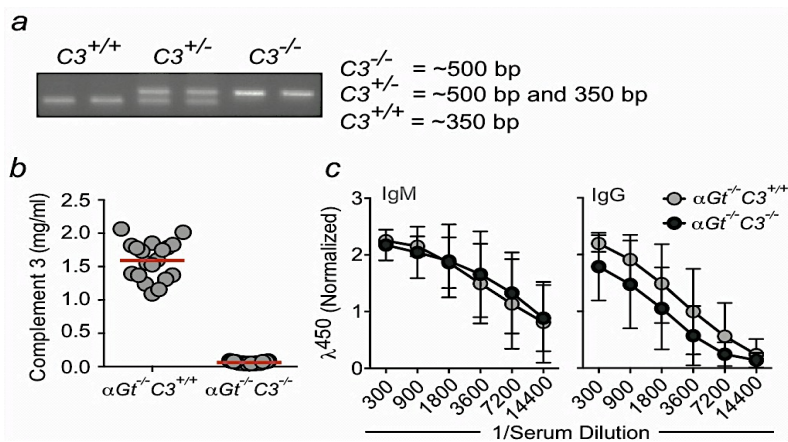 a
C3+/+ C3+/- C3-/-
C3-/- = ~500 bp
C3+/- = ~500 bp and 350 bp
C3+/+ = ~350 bp
b
Complement 3 (mg/ml)
2.5
2.0
1.5
1.0
0.5
0.0
αGt-/-C3+/+ αGt-/-C3-/-
c
λ450 (Normalized)
3
2
1
0
IgM
IgG
αGt-/-C3+/+
αGt-/-C3-/-
300 900 1800 3600 7200 14400
300 900 1800 3600 7200 14400
1/Serum Dilution